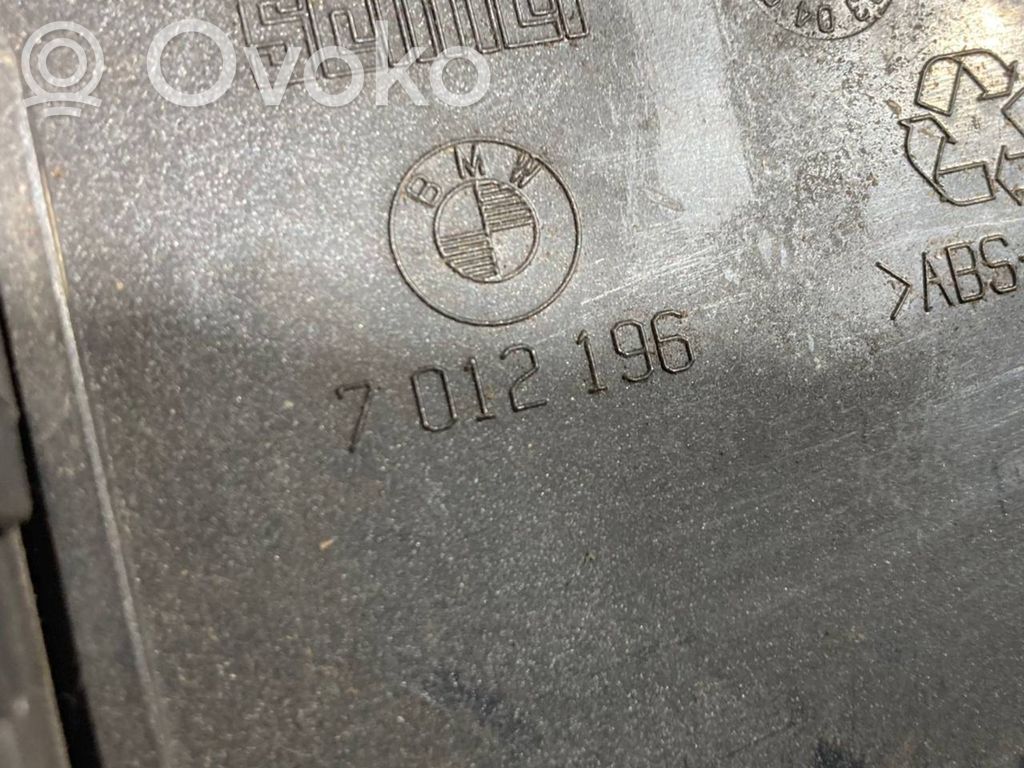 Ovoko
BMW
7 012 196
>ABS-